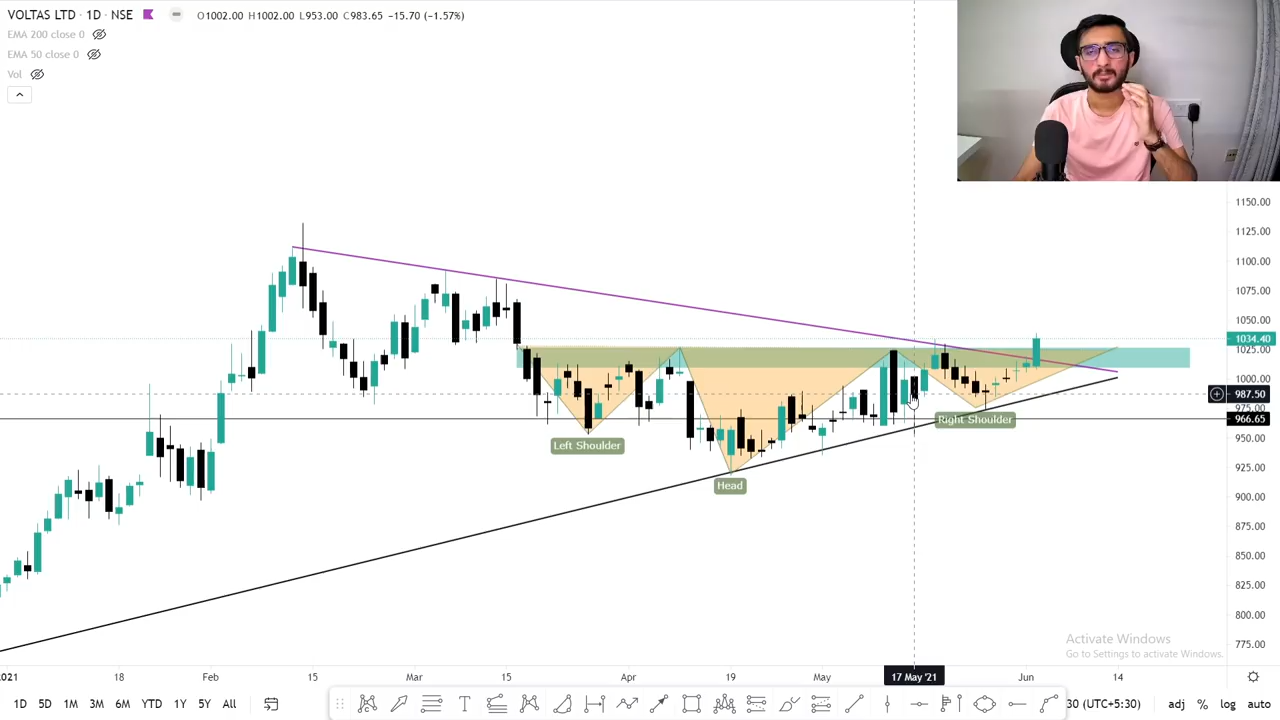 VOLTAS LTD · 1D · NSE O1002.00 H1002.00 L953.00 C983.65 −15.70 (−1.57%)
EMA 200 close 0
EMA 50 close 0
Vol
1150.00
1125.00
1100.00
1075.00
1050.00
1034.40
1025.00
1000.00
987.50
975.00
966.65
950.00
925.00
900.00
875.00
850.00
825.00
800.00
775.00
Left Shoulder
Head
Right Shoulder
Activate Windows
Go to Settings to activate Windows.
2021 18 Feb 15 Mar 15 Apr 19 May 17 May '21 Jun 14
1D 5D 1M 3M 6M YTD 1Y 5Y All 30 (UTC+5:30) adj % log auto